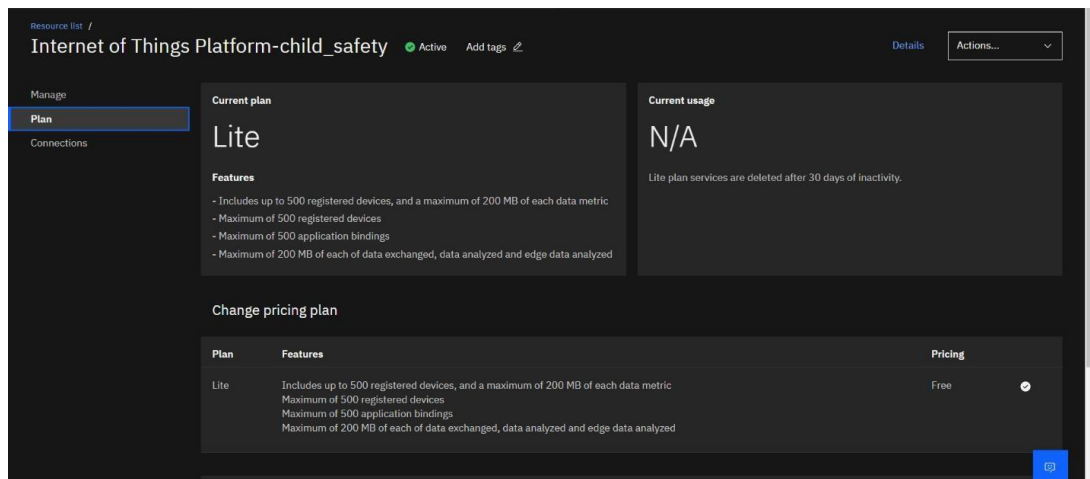 Resource list /
Internet of Things Platform-child_safety Active Add tags Details Actions...
Manage
Plan
Connections
Current plan
Lite
Features
- Includes up to 500 registered devices, and a maximum of 200 MB of each data metric
- Maximum of 500 registered devices
- Maximum of 500 application bindings
- Maximum of 200 MB of each of data exchanged, data analyzed and edge data analyzed
Current usage
N/A
Lite plan services are deleted after 30 days of inactivity.
Change pricing plan
Plan Features Pricing
Lite Includes up to 500 registered devices, and a maximum of 200 MB of each data metric Free
Maximum of 500 registered devices
Maximum of 500 application bindings
Maximum of 200 MB of each of data exchanged, data analyzed and edge data analyzed